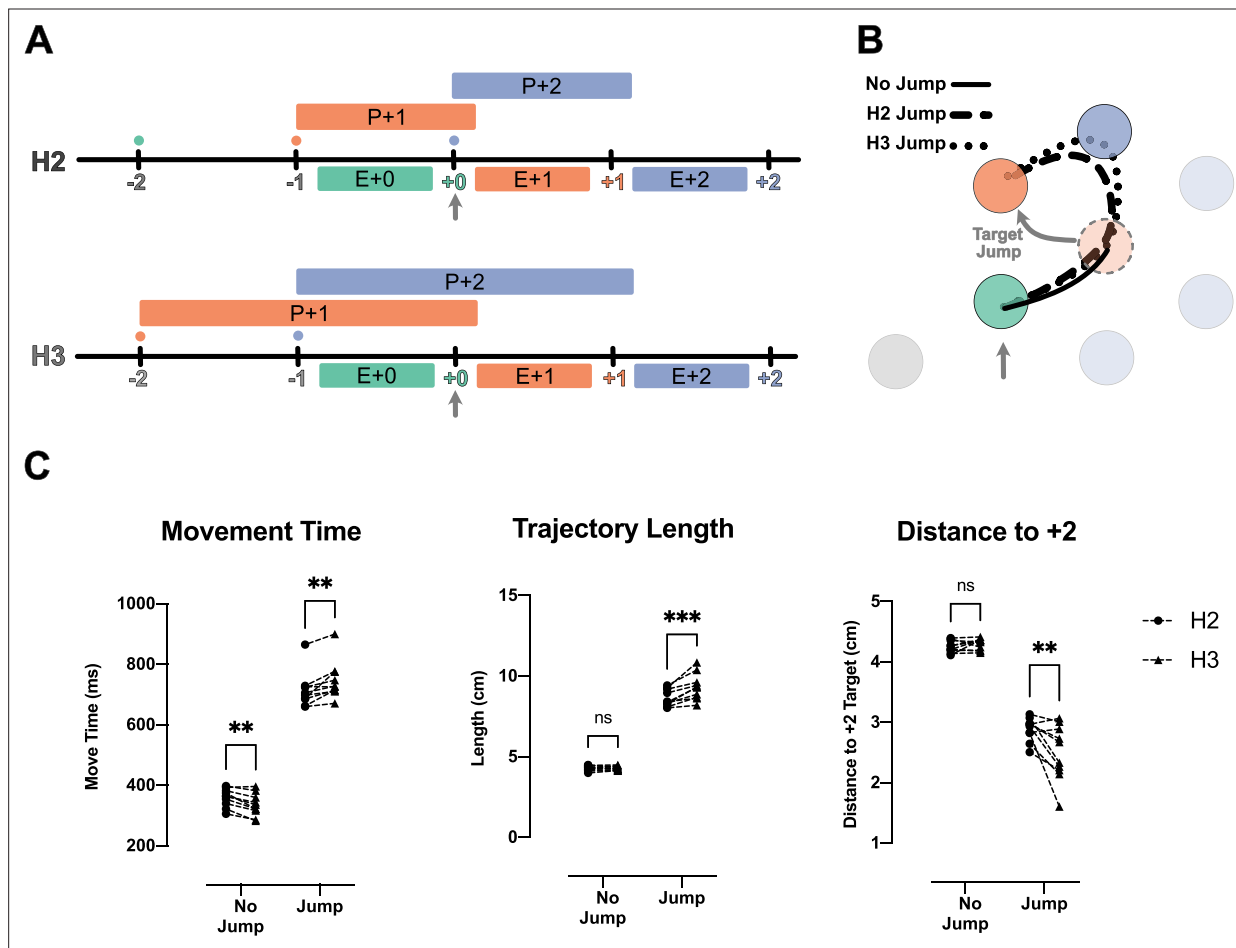 A
P+2
P+1
H2
-2
-1
E+0
+0
E+1
+1
E+2
+2
P+2
P+1
H3
-2
-1
E+0
+0
E+1
+1
E+2
+2
B
No Jump
H2 Jump
H3 Jump
Target
Jump
C
Movement Time
Move Time (ms)
1000
800
600
400
200
**
**
No
Jump
Jump
Trajectory Length
Length (cm)
15
10
5
0
ns
***
No
Jump
Jump
Distance to +2
Distance to +2 Target (cm)
5
4
3
2
1
ns
**
No
Jump
Jump
H2
H3